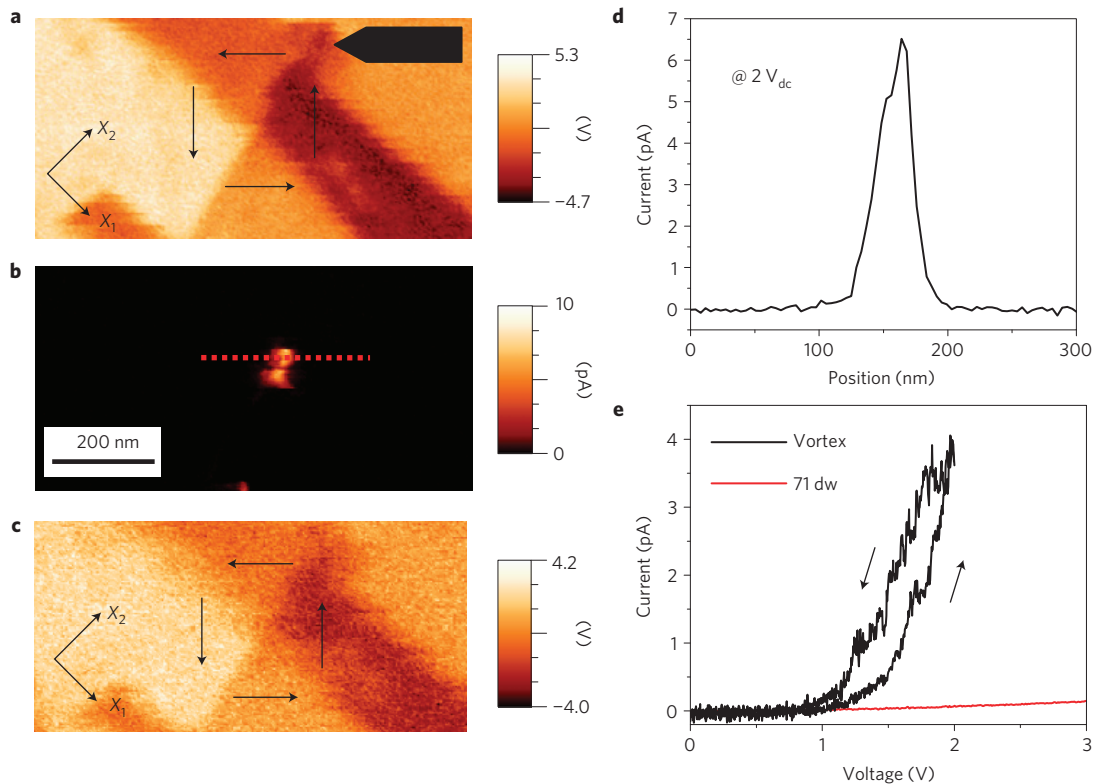 a
5.3
(V)
−4.7
X2
X1
b
10
(pA)
0
200 nm
c
4.2
(V)
−4.0
X2
X1
d
@ 2 Vdc
7
6
5
4
3
2
1
0
Current (pA)
0 100 200 300
Position (nm)
e
Vortex
71 dw
4
3
2
1
0
Current (pA)
0 1 2 3
Voltage (V)